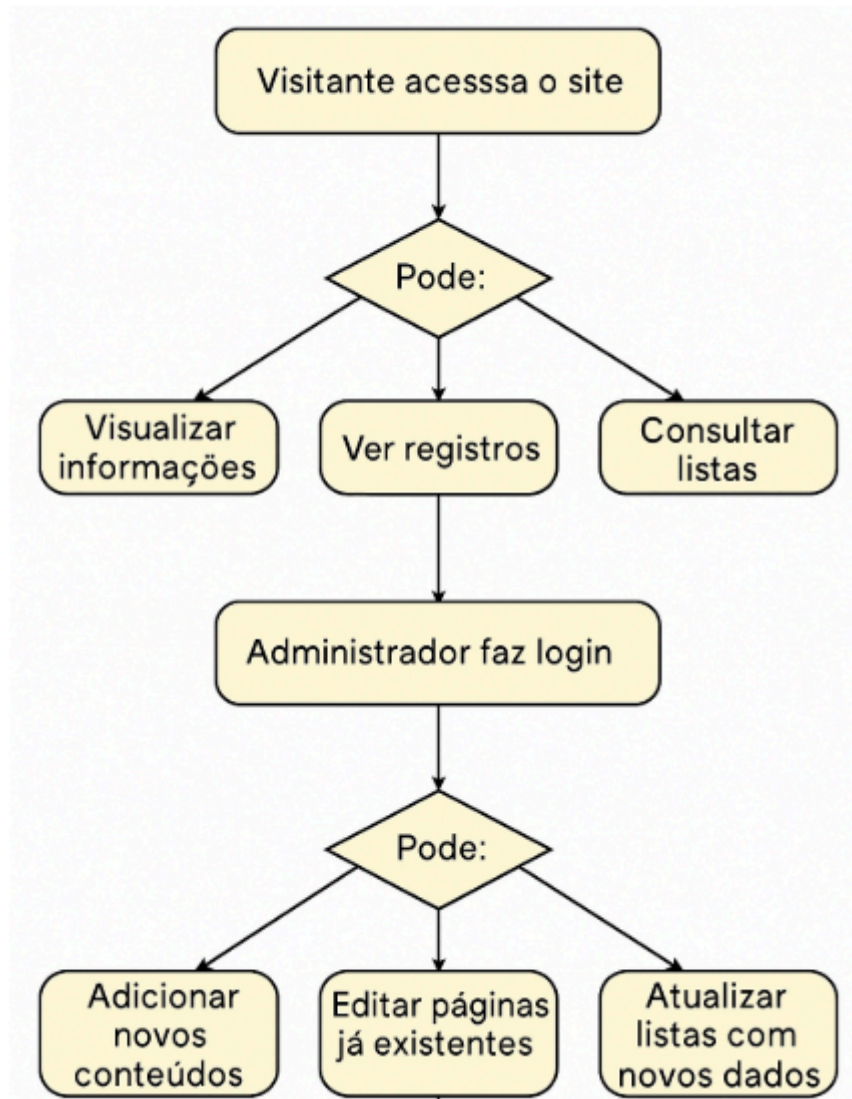 Visitante acesssa o site
Pode:
Visualizar
informações
Ver registros
Consultar
listas
Administrador faz login
Pode:
Adicionar
novos
conteúdos
Editar páginas
já existentes
Atualizar
listas com
novos dados